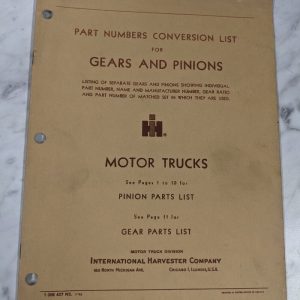 PART NUMBERS CONVERSION LIST
FOR
GEARS AND PINIONS
LISTING OF SEPARATE GEARS AND PINIONS SHOWING INDIVIDUAL
PART NUMBER, NAME AND MANUFACTURER NUMBER, GEAR RATIO
AND PART NUMBER OF MATCHED SET IN WHICH THEY ARE USED.
IH
MOTOR TRUCKS
See Pages 1 to 10 for
PINION PARTS LIST
See Page 11 for
GEAR PARTS LIST
MOTOR TRUCK DIVISION
INTERNATIONAL HARVESTER COMPANY
180 NORTH MICHIGAN AVE. CHICAGO 1, ILLINOIS, U.S.A.